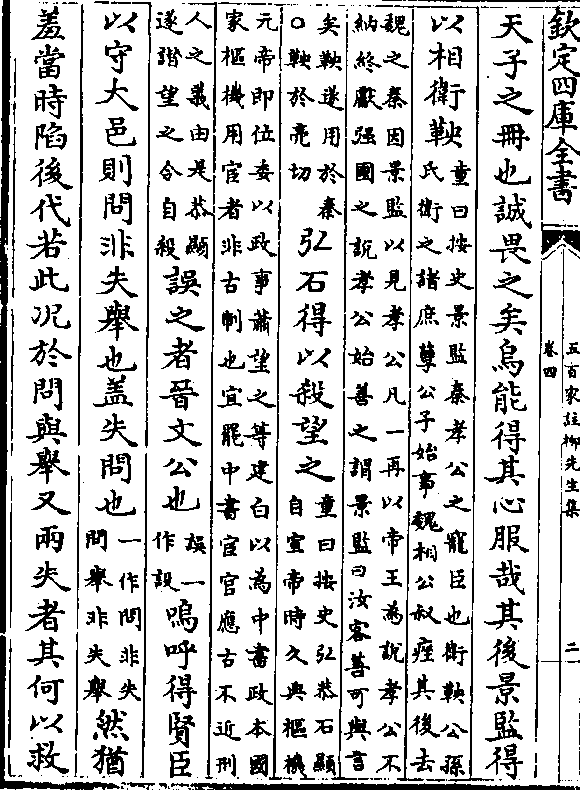 欽定四庫全書
五百家註柳先生集
卷四
二
天子之冊也誠畏之矣烏能得其心服哉其後景監得
以相衛鞅童曰按史景監秦孝公之寵臣也衛鞅公孫
氏衛之諸庶孽公子始事魏相公叔痤其後去
魏之秦因景監以見孝公凡一再以帝王為說孝公不
納終獻强國之說孝公始善之謂景監曰汝客善可與言
矣鞅遂用於秦
○鞅於亮切
弘石得以殺望之童曰按史弘恭石顯
自宣帝時久典樞機
元帝即位委以政事蕭望之等建白以為中書政本國
家樞機用宦者非古制也宜罷中書宦官應古不近刑
人之義由是恭顯
遂譖望之令自殺
誤之者晉文公也誤一
作設
嗚呼得賢臣
以守大邑則問非失舉也盖失問也一作問非失
問舉非失舉
然猶
羞當時陷後代若此况於問與舉又兩失者其何以救